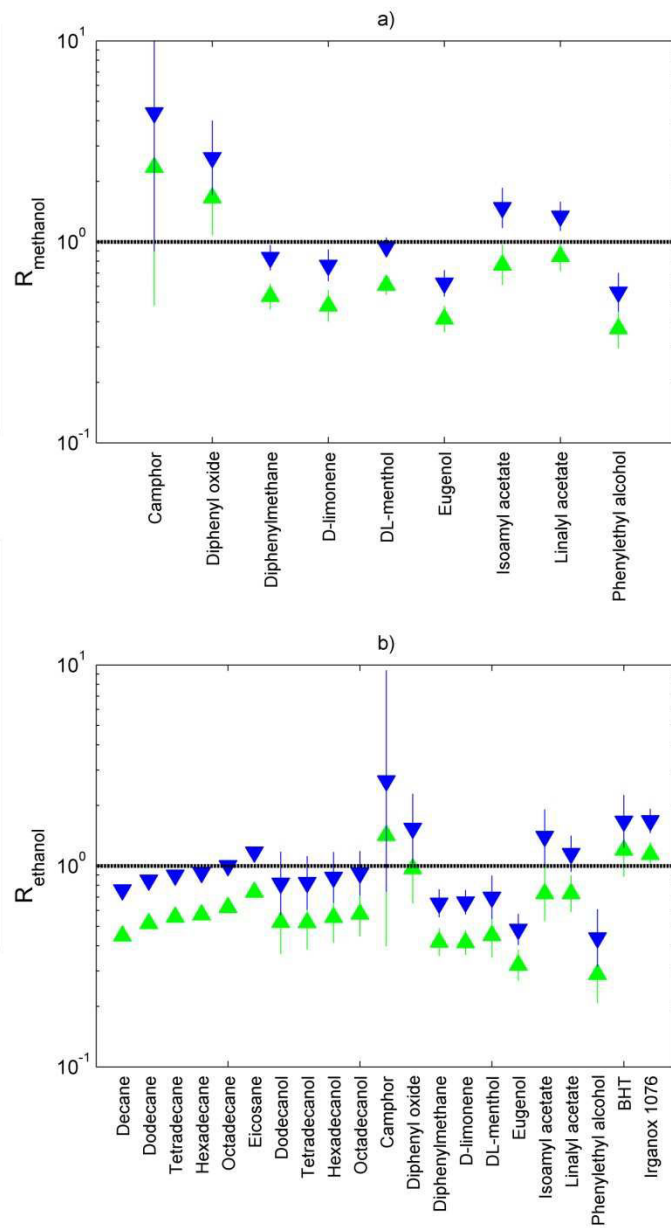 a)
10^1
10^0
10^-1
R_methanol
Camphor
Diphenyl oxide
Diphenylmethane
D-limonene
DL-menthol
Eugenol
Isoamyl acetate
Linalyl acetate
Phenylethyl alcohol
b)
10^1
10^0
10^-1
R_ethanol
Decane
Dodecane
Tetradecane
Hexadecane
Octadecane
Eicosane
Dodecanol
Tetradecanol
Hexadecanol
Octadecanol
Camphor
Diphenyl oxide
Diphenylmethane
D-limonene
DL-menthol
Eugenol
Isoamyl acetate
Linalyl acetate
Phenylethyl alcohol
BHT
Irganox 1076